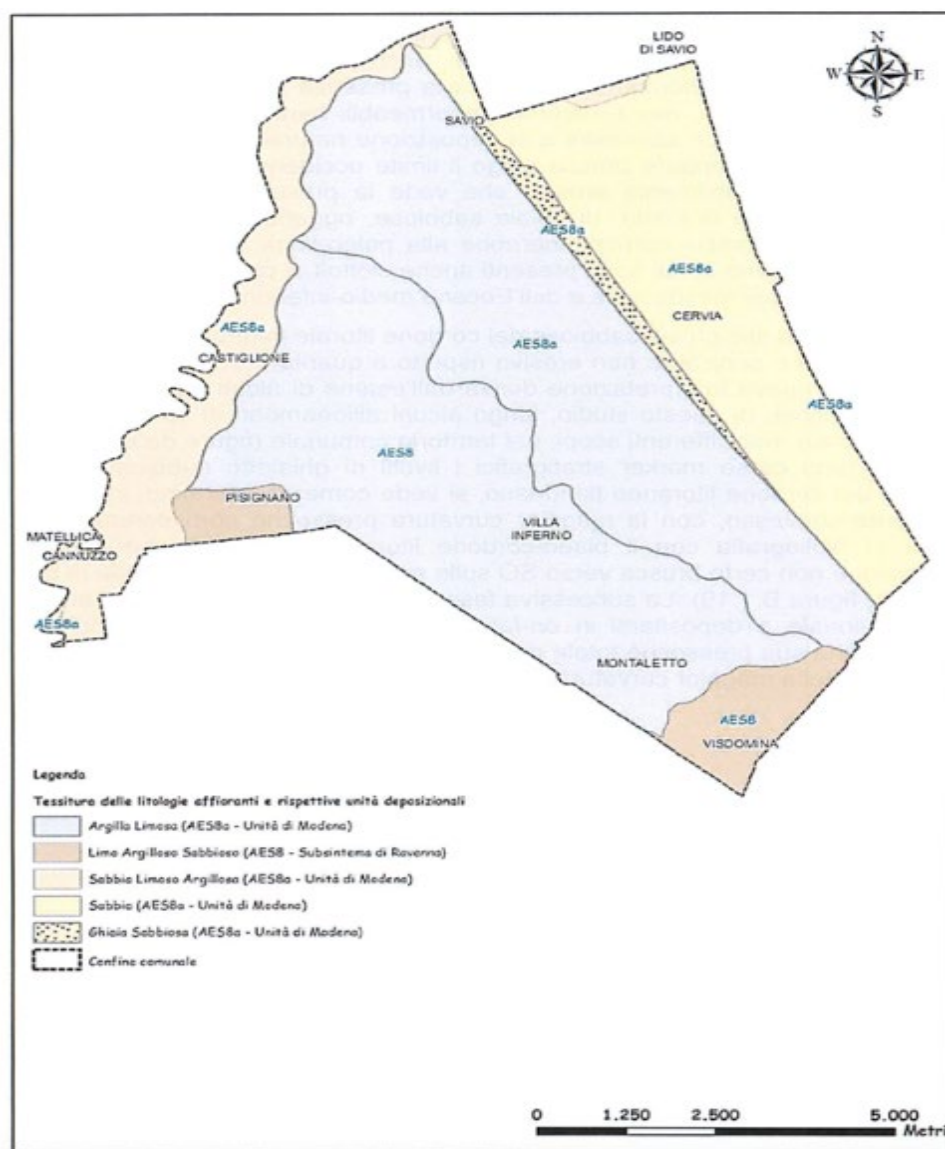 LIDO
DI SAVIO
N
W E
S
SAVIO
AES8a
AES8a
CERVIA
AES8a
CASTIGLIONE
AES8a
AES8a
AES8
PISIGNANO
VILLA
INFERNO
MATELLICA
CANNUZZO
AES8a
MONTALETTO
AES8
VISDOMINA
Legenda
Tessitura delle litologie affioranti e rispettive unità deposizionali
Argilla Limosa (AES8a - Unità di Modena)
Limo Argilloso Sabbioso (AES8 - Subsintema di Ravenna)
Sabbia Limoso Argillosa (AES8a - Unità di Modena)
Sabbia (AES8a - Unità di Modena)
Ghiaia Sabbiosa (AES8a - Unità di Modena)
Confine comunale
0 1.250 2.500 5.000
Metri